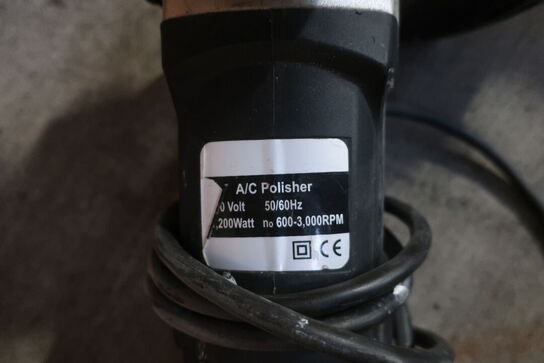 A/C Polisher
0 Volt 50/60Hz
,200Watt no 600-3,000RPM
CE